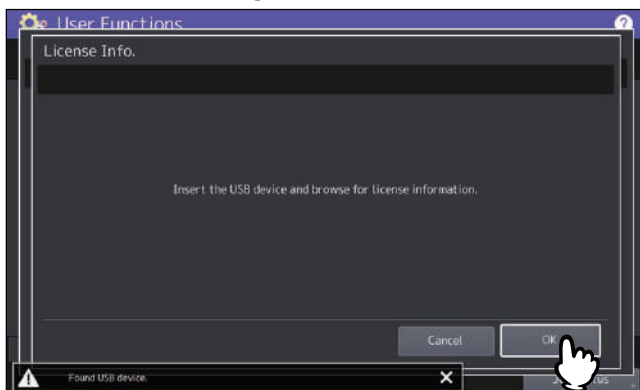 User Functions
?
License Info.
Insert the USB device and browse for license information.
Cancel
OK
Found USB device.